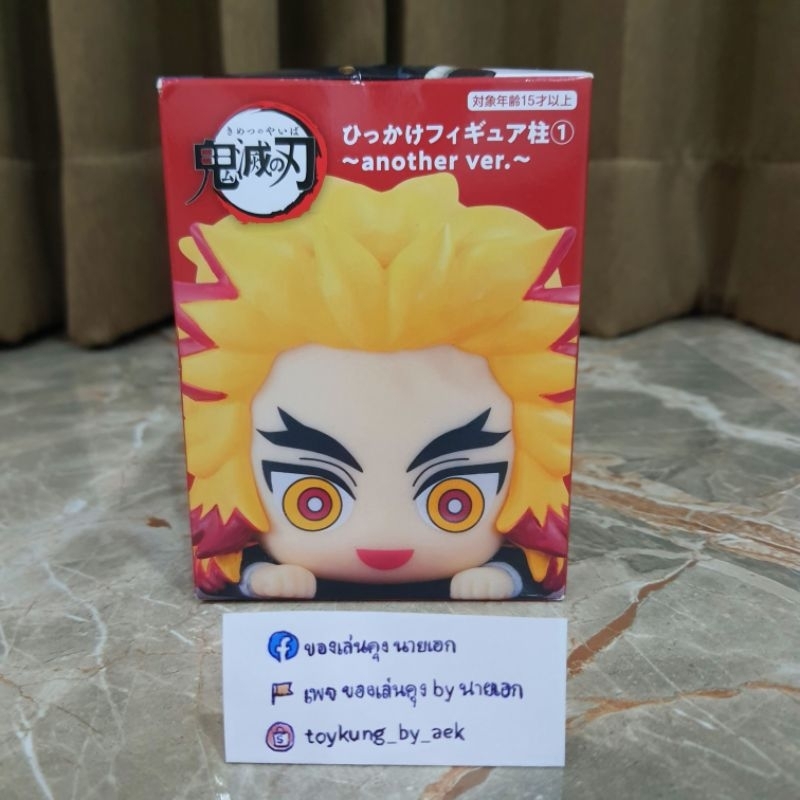 対象年齢15才以上
きめつのやいば
鬼滅の刃
ひっかけフィギュア柱①
～another ver.～
ของเล่นคุง นายเอก
เพจ ของเล่นคุง by นายเอก
toykung_by_aek